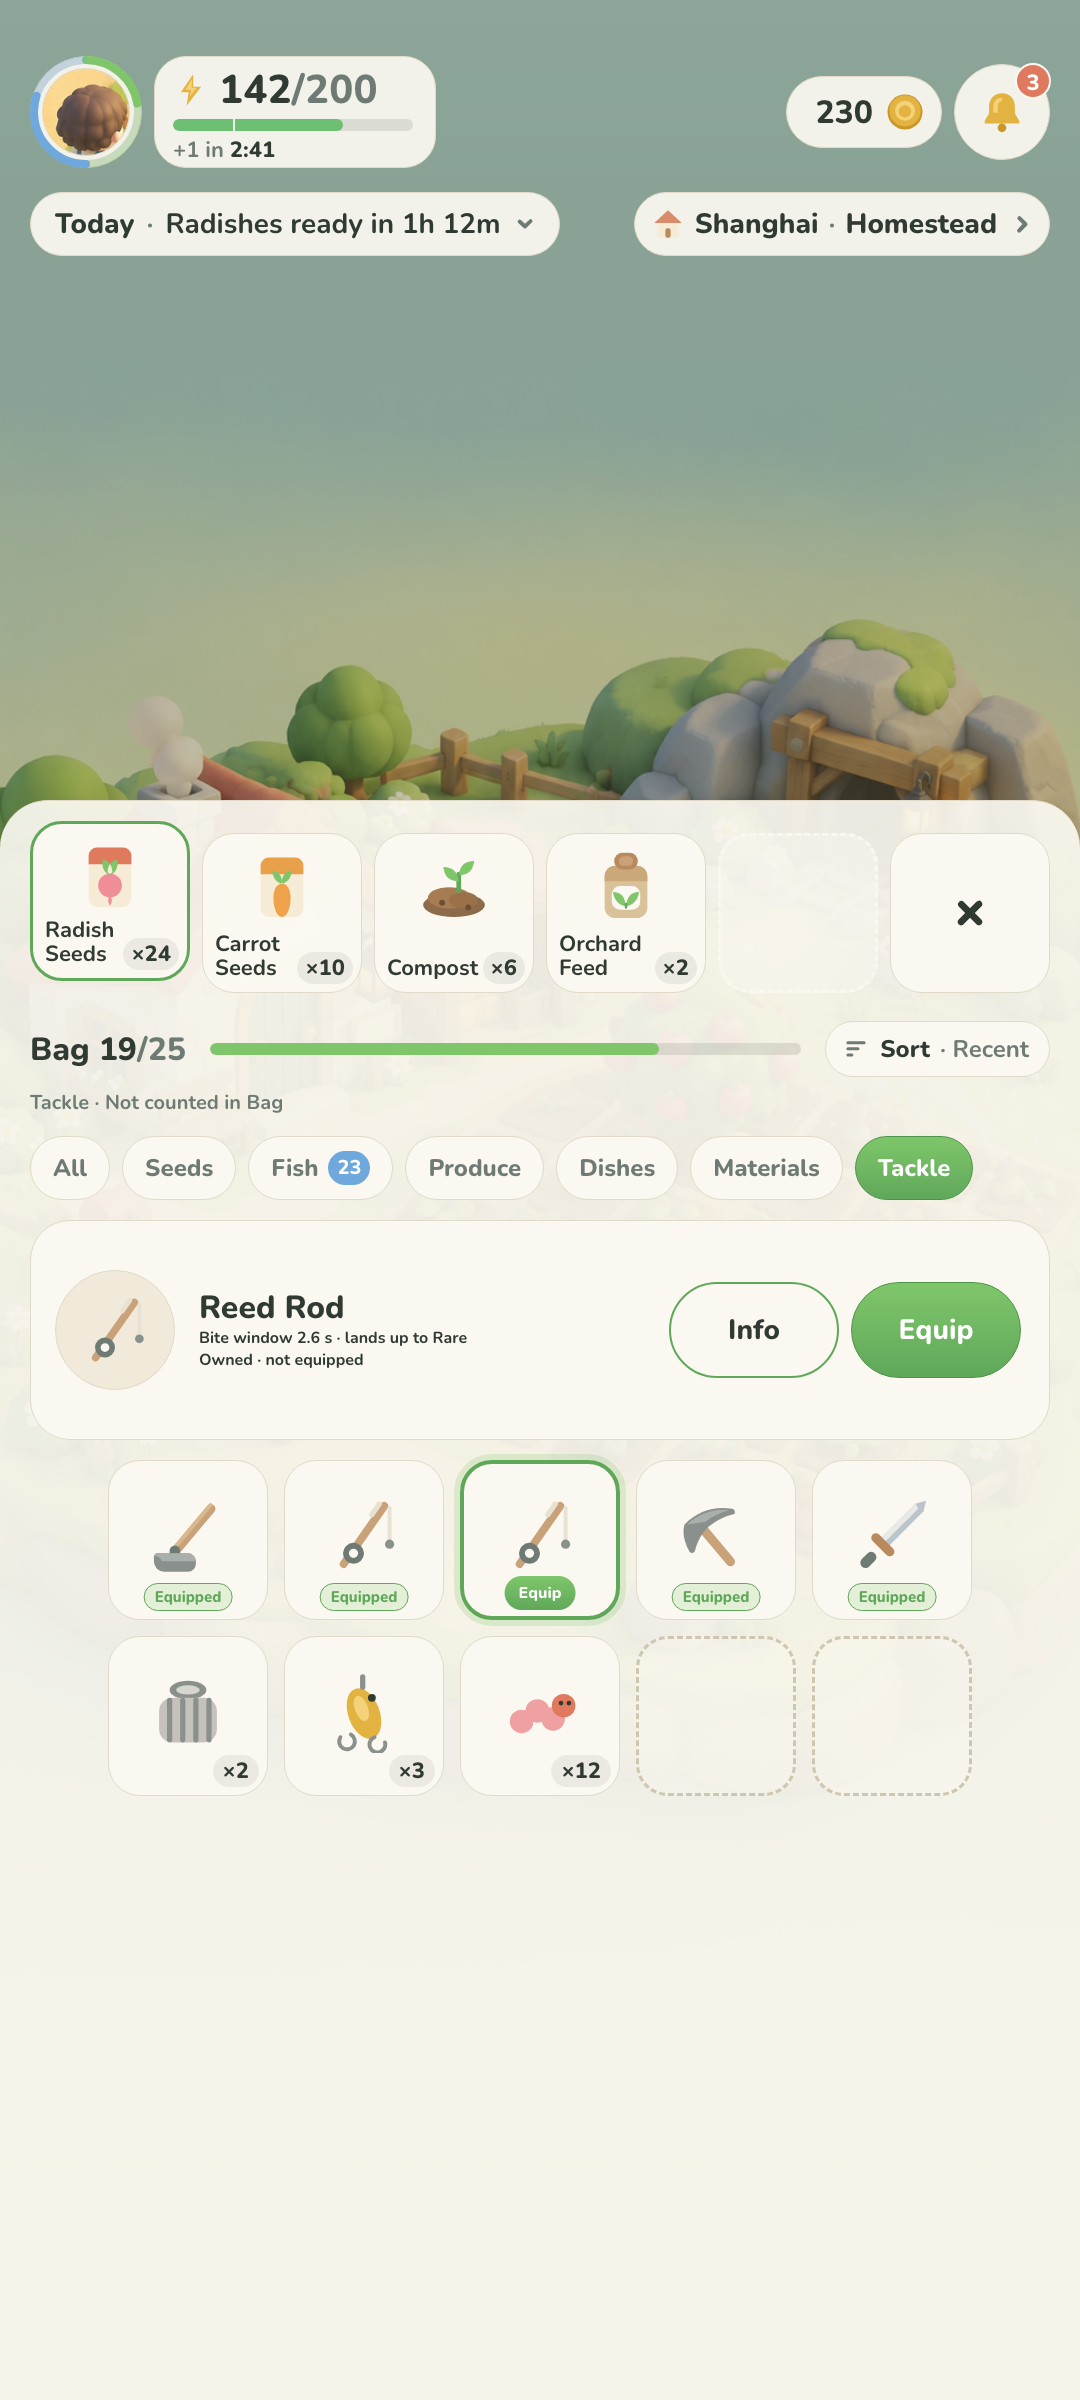 142/200
+1 in 2:41
230
3
Today · Radishes ready in 1h 12m
Shanghai · Homestead
Radish
Seeds
×24
Carrot
Seeds
×10
Compost
×6
Orchard
Feed
×2
Bag 19/25
Sort · Recent
Tackle · Not counted in Bag
All
Seeds
Fish 23
Produce
Dishes
Materials
Tackle
Reed Rod
Bite window 2.6 s · lands up to Rare
Owned · not equipped
Info
Equip
Equipped
Equipped
Equip
Equipped
Equipped
×2
×3
×12